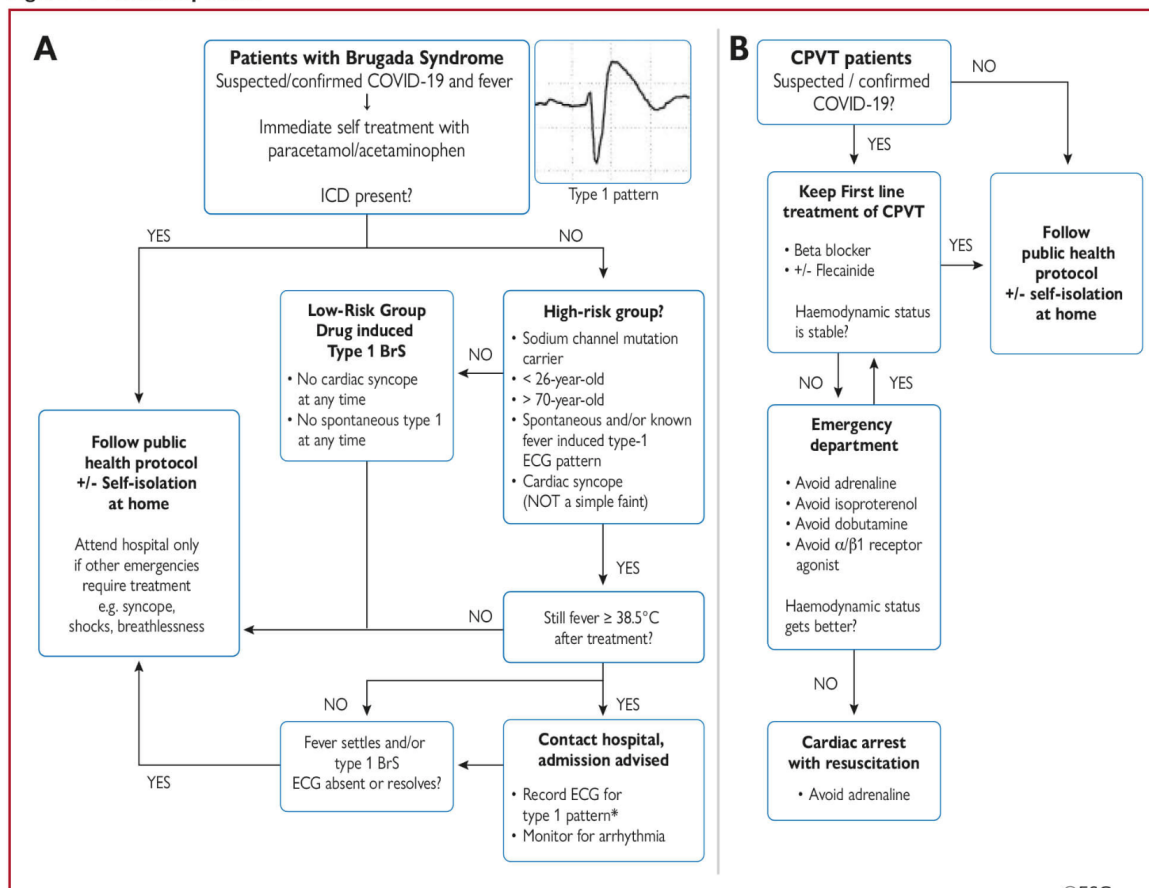 A
Patients with Brugada Syndrome
Suspected/confirmed COVID-19 and fever
Immediate self treatment with
paracetamol/acetaminophen
ICD present?
Type 1 pattern
YES
NO
Low-Risk Group
Drug induced
Type 1 BrS
• No cardiac syncope
at any time
• No spontaneous type 1
at any time
NO
High-risk group?
• Sodium channel mutation
carrier
• < 26-year-old
• > 70-year-old
• Spontaneous and/or known
fever induced type-1
ECG pattern
• Cardiac syncope
(NOT a simple faint)
Follow public
health protocol
+/- Self-isolation
at home
Attend hospital only
if other emergencies
require treatment
e.g. syncope,
shocks, breathlessness
YES
NO
Still fever ≥ 38.5°C
after treatment?
NO
YES
Fever settles and/or
type 1 BrS
ECG absent or resolves?
YES
Contact hospital,
admission advised
• Record ECG for
type 1 pattern*
• Monitor for arrhythmia
B
CPVT patients
Suspected / confirmed
COVID-19?
NO
YES
Keep First line
treatment of CPVT
• Beta blocker
• +/- Flecainide
Haemodynamic status
is stable?
YES
Follow
public health
protocol
+/- self-isolation
at home
NO
YES
Emergency
department
• Avoid adrenaline
• Avoid isoproterenol
• Avoid dobutamine
• Avoid α/β1 receptor
agonist
Haemodynamic status
gets better?
NO
Cardiac arrest
with resuscitation
• Avoid adrenaline